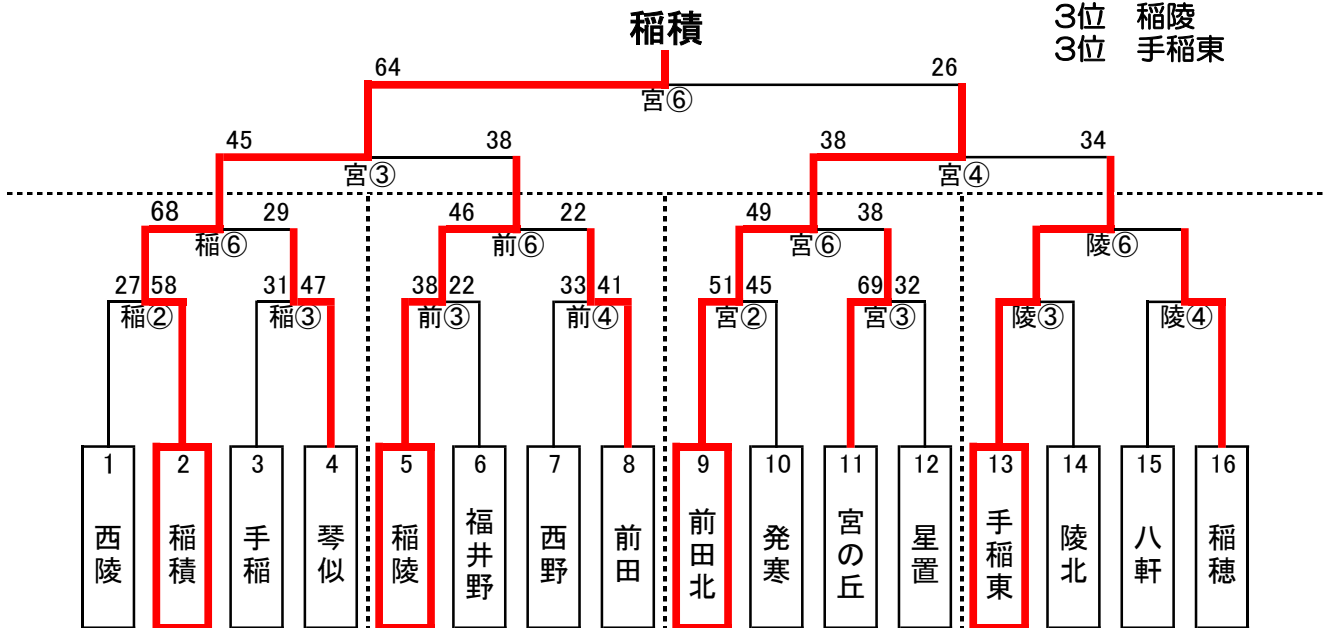 3位 稲陵
3位 手稲東
稲積
64 26
宮⑥
45 38 38 34
宮③ 宮④
68 29 46 22 49 38
稲⑥ 前⑥ 宮⑥ 陵⑥
27 58 31 47 38 22 33 41 51 45 69 32
稲② 稲③ 前③ 前④ 宮② 宮③ 陵③ 陵④
1 2 3 4 5 6 7 8 9 10 11 12 13 14 15 16
西陵 稲積 手稲 琴似 稲陵 福井野 西野 前田 前田北 発寒 宮の丘 星置 手稲東 陵北 八軒 稲穂